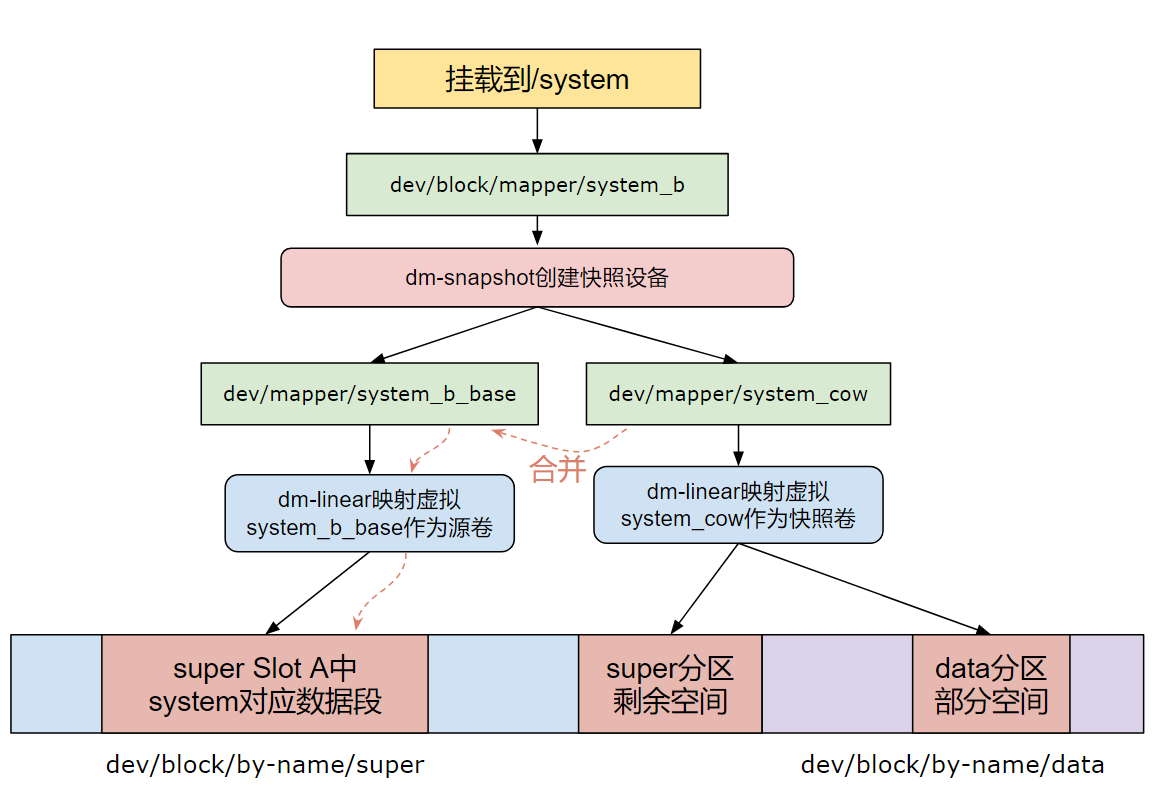 挂载到/system
dev/block/mapper/system_b
dm-snapshot创建快照设备
dev/mapper/system_b_base
dev/mapper/system_cow
合并
dm-linear映射虚拟
system_b_base作为源卷
dm-linear映射虚拟
system_cow作为快照卷
super Slot A中
system对应数据段
super分区
剩余空间
data分区
部分空间
dev/block/by-name/super
dev/block/by-name/data